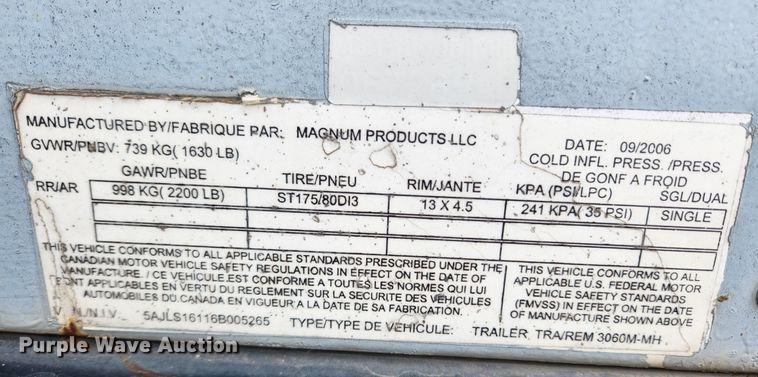 MANUFACTURED BY/FABRIQUE PAR: MAGNUM PRODUCTS LLC
DATE: 09/2006
GVWR/PNBV: 739 KG( 1630 LB)
COLD INFL. PRESS. /PRESS.
DE GONF A FROID
GAWR/PNBE TIRE/PNEU RIM/JANTE KPA (PSI/LPC) SGL/DUAL
RR/AR 998 KG( 2200 LB) ST175/80DI3 13 X 4.5 241 KPA( 35 PSI) SINGLE
THIS VEHICLE CONFORMS TO ALL APPLICABLE STANDARDS PRESCRIBED UNDER THE
CANADIAN MOTOR VEHICLE SAFETY REGULATIONS IN EFFECT ON THE DATE OF
MANUFACTURE. / CE VEHICULE EST CONFORME A TOUTES LES NORMES QUI LUI
SONT APPLICABLES EN VERTU DU REGLEMENT SUR LA SECURITE DES VEHICULES
AUTOMOBILES DU CANADA EN VIGUEUR A LA DATE DE SA FABRICATION.
THIS VEHICLE CONFORMS TO ALL
APPLICABLE U.S. FEDERAL MOTOR
VEHICLE SAFETY STANDARDS
(FMVSS) IN EFFECT ON THE DATE
OF MANUFACTURE SHOWN ABOVE.
V.I.N./N.I.V. 5AJLS16116B005265 TYPE/TYPE DE VEHICULE: TRAILER TRA/REM 3060M-MH
Purple Wave Auction